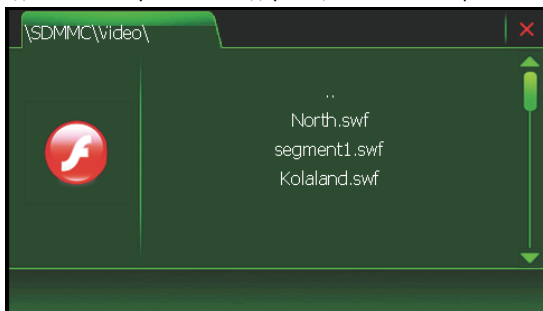 \SDMMC\Video\
..
North.swf
segment1.swf
Kolaland.swf